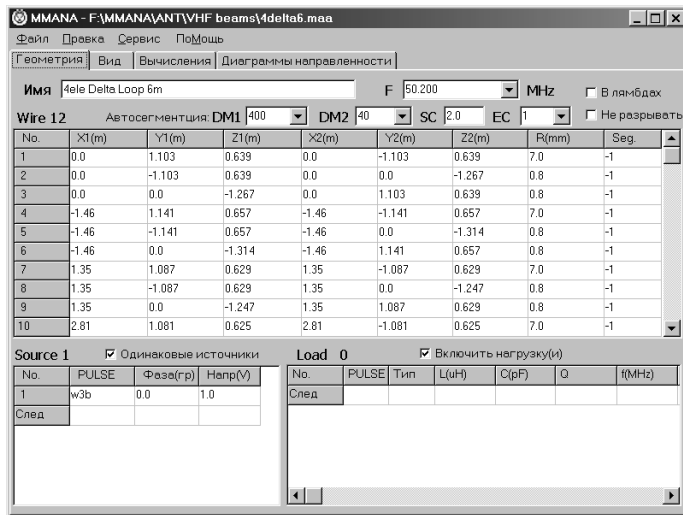 MMANA - F:\MMANA\ANT\VHF beams\4delta6.maa
Файл Правка Сервис ПоМощь
Геометрия Вид Вычисления Диаграммы направленности
Имя 4ele Delta Loop 6m F 50.200 MHz В лямбдах
Wire 12 Автосегментция: DM1 400 DM2 40 SC 2.0 EC 1 Не разрывать
No. X1(m) Y1(m) Z1(m) X2(m) Y2(m) Z2(m) R(mm) Seg.
1 0.0 1.103 0.639 0.0 -1.103 0.639 7.0 -1
2 0.0 -1.103 0.639 0.0 0.0 -1.267 0.8 -1
3 0.0 0.0 -1.267 0.0 1.103 0.639 0.8 -1
4 -1.46 1.141 0.657 -1.46 -1.141 0.657 7.0 -1
5 -1.46 -1.141 0.657 -1.46 0.0 -1.314 0.8 -1
6 -1.46 0.0 -1.314 -1.46 1.141 0.657 0.8 -1
7 1.35 1.087 0.629 1.35 -1.087 0.629 7.0 -1
8 1.35 -1.087 0.629 1.35 0.0 -1.247 0.8 -1
9 1.35 0.0 -1.247 1.35 1.087 0.629 0.8 -1
10 2.81 1.081 0.625 2.81 -1.081 0.625 7.0 -1
Source 1 Одинаковые источники Load 0 Включить нагрузку(и)
No. PULSE Фаза(гр) Напр(V) No. PULSE Тип L(uH) C(pF) Q f(MHz)
1 w3b 0.0 1.0 След
След